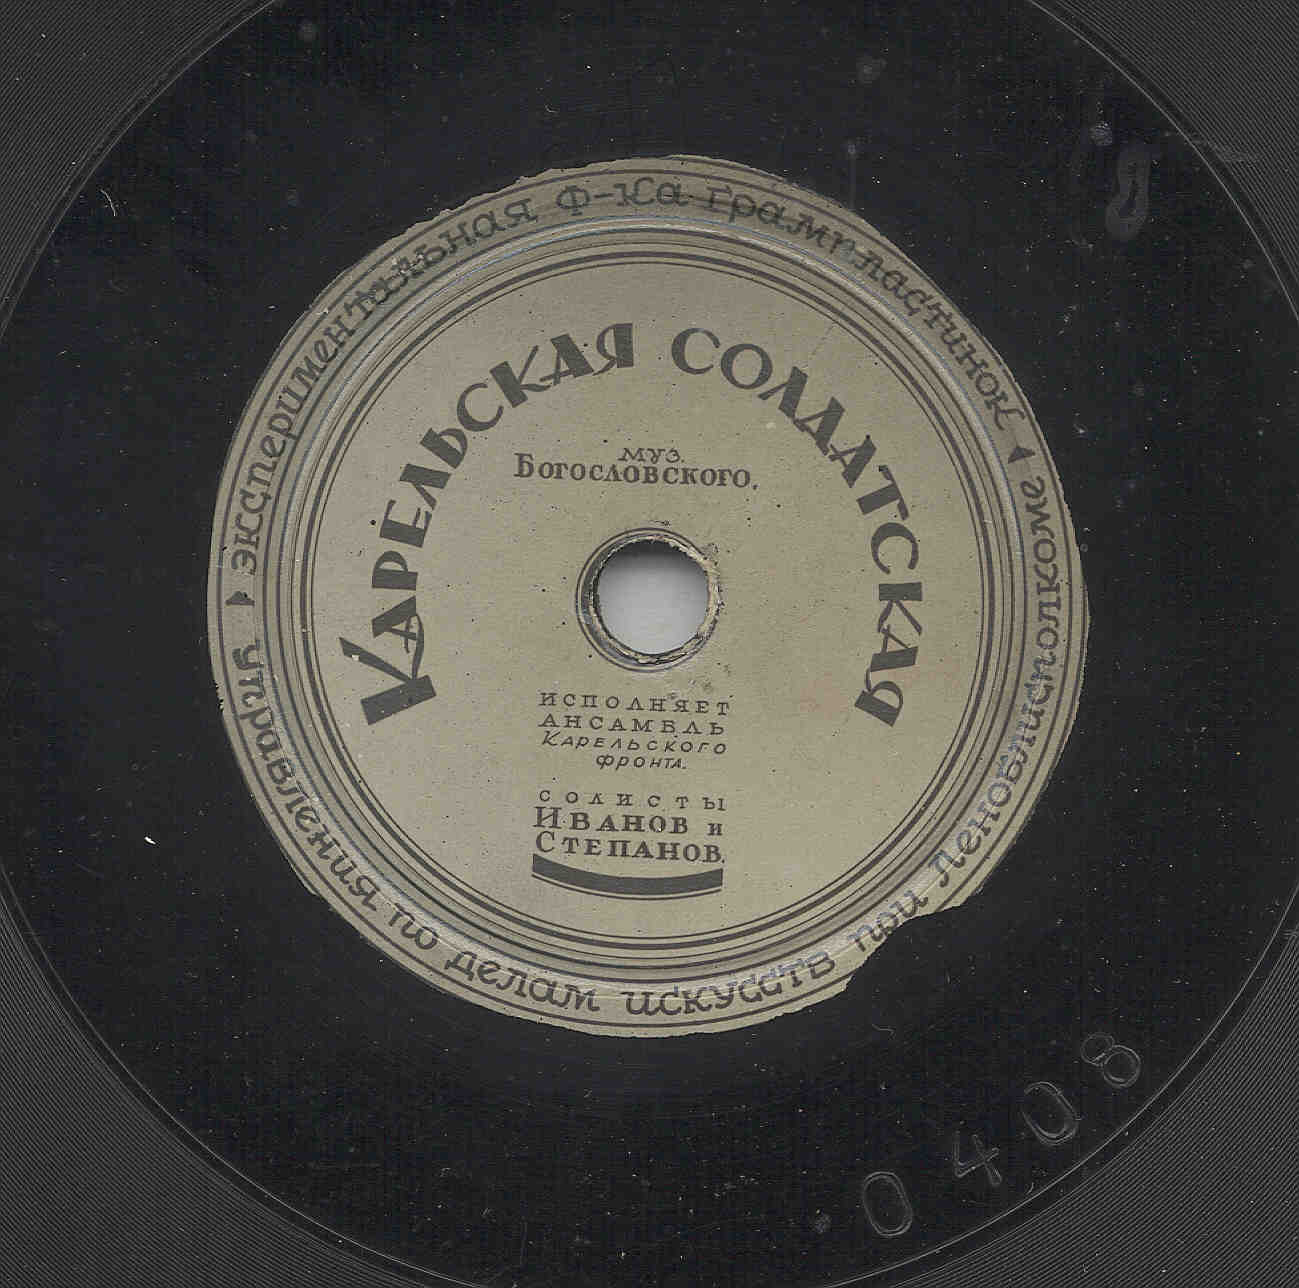 Экспериментальная ф-ка грампластинок
Управления по делам искусств при Леноблисполкоме
Карельская солдатская
муз.
Богословского.
исполняет
ансамбль
Карельского
фронта.
солисты
Иванов и
Степанов.
0408